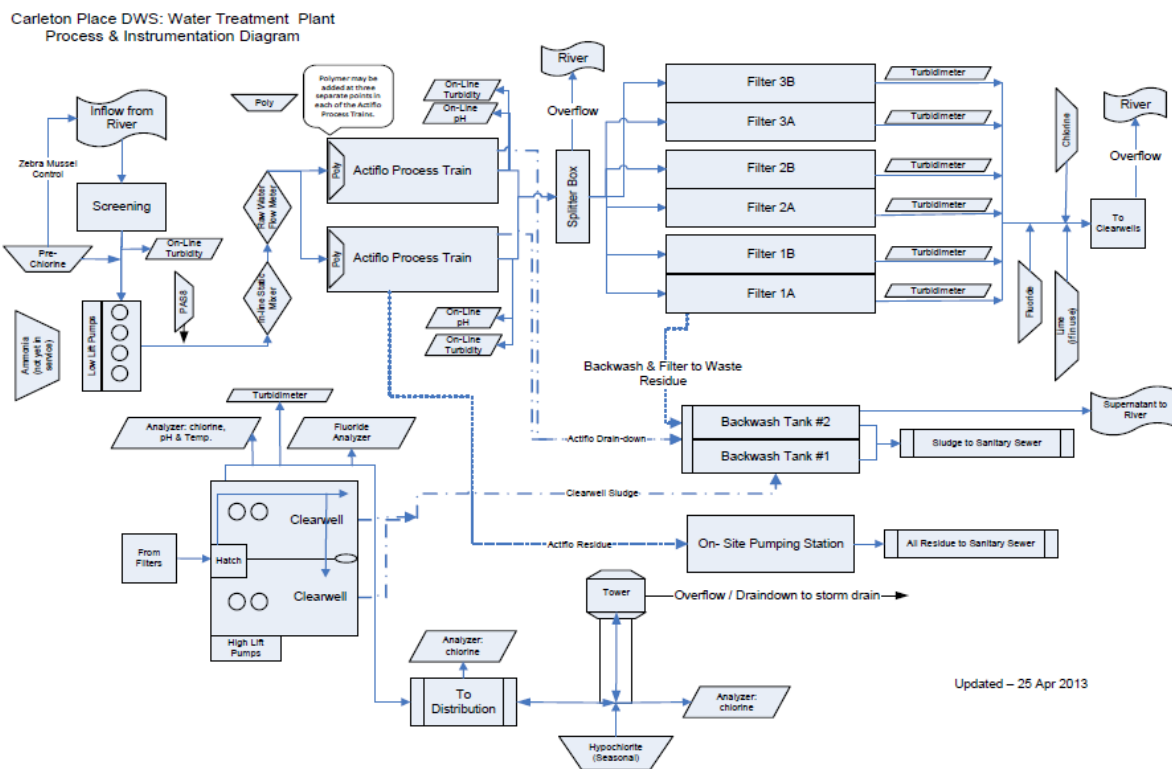 Carleton Place DWS: Water Treatment Plant
Process & Instrumentation Diagram
Inflow from
River
Zebra Mussel
Control
Screening
Pre-
Chlorine
On-Line
Turbidity
Ammonia
(not yet in
service)
Low Lift Pumps
PAS8
In-line Static
Mixer
Raw Water
Flow Meter
Poly
Polymer may be
added at three
separate points in
each of the Actiflo
Process Trains.
On-Line
Turbidity
On-Line
pH
Poly
Actiflo Process Train
Poly
Actiflo Process Train
On-Line
pH
On-Line
Turbidity
River
Overflow
Splitter Box
Filter 3B
Filter 3A
Filter 2B
Filter 2A
Filter 1B
Filter 1A
Turbidimeter
Turbidimeter
Turbidimeter
Turbidimeter
Turbidimeter
Turbidimeter
Chlorine
River
Overflow
To
Clearwells
Fluoride
Lime
(if in use)
Backwash & Filter to Waste
Residue
Backwash Tank #2
Backwash Tank #1
Supernatant to
River
Sludge to Sanitary Sewer
Actiflo Drain-down
Clearwell Sludge
Actiflo Residue
On- Site Pumping Station
All Residue to Sanitary Sewer
Turbidimeter
Analyzer: chlorine,
pH & Temp.
Fluoride
Analyzer
From
Filters
Hatch
Clearwell
Clearwell
High Lift
Pumps
Tower
Overflow / Draindown to storm drain
Analyzer:
chlorine
To
Distribution
Analyzer:
chlorine
Hypochlorite
(Seasonal)
Updated – 25 Apr 2013